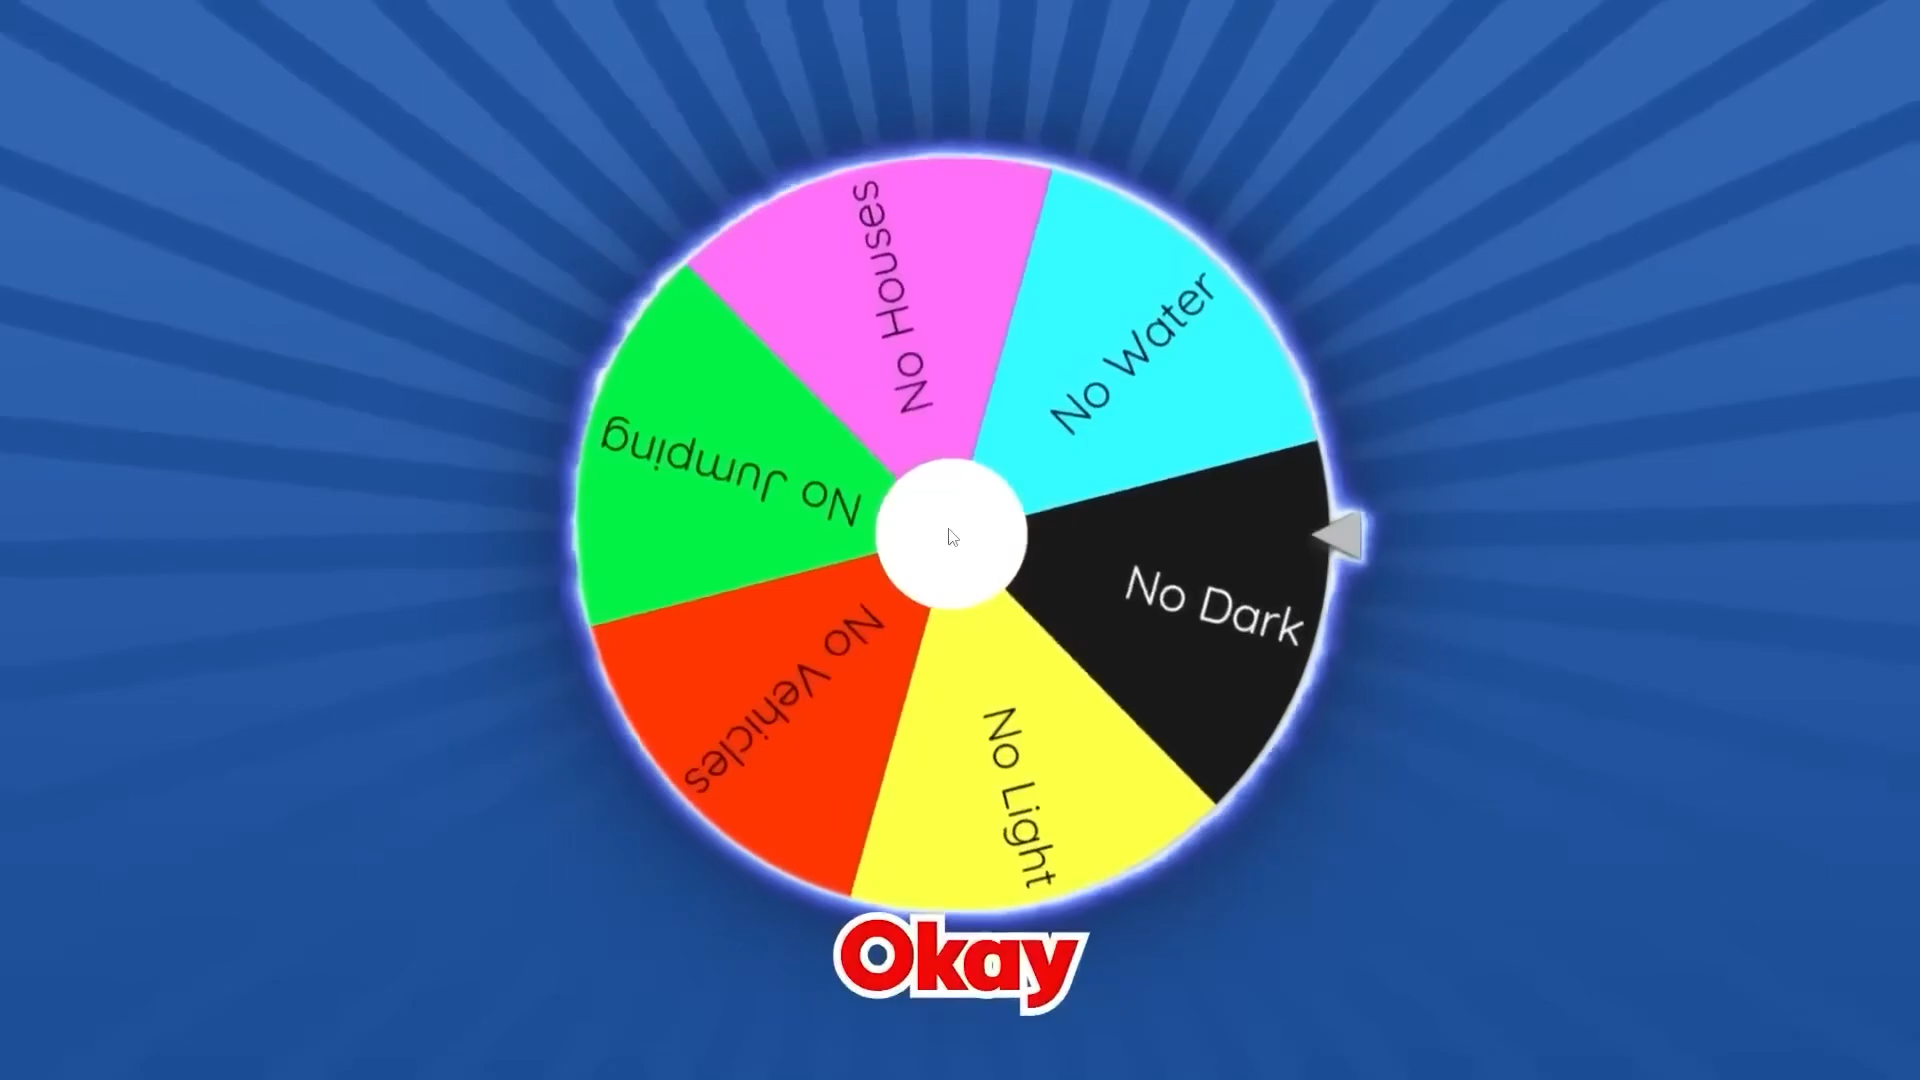 No Houses
No Water
No Jumping
No Dark
No Vehicles
No Light
Okay